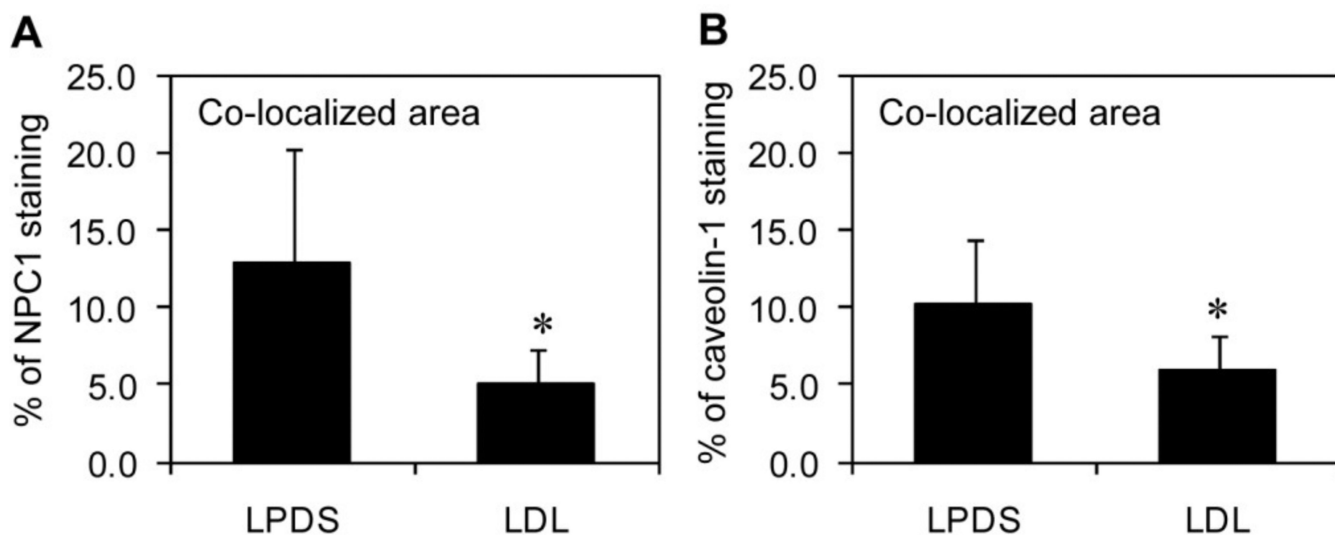 A
% of NPC1 staining
25.0
20.0
15.0
10.0
5.0
0.0
Co-localized area
*
LPDS
LDL
B
% of caveolin-1 staining
25.0
20.0
15.0
10.0
5.0
0.0
Co-localized area
*
LPDS
LDL